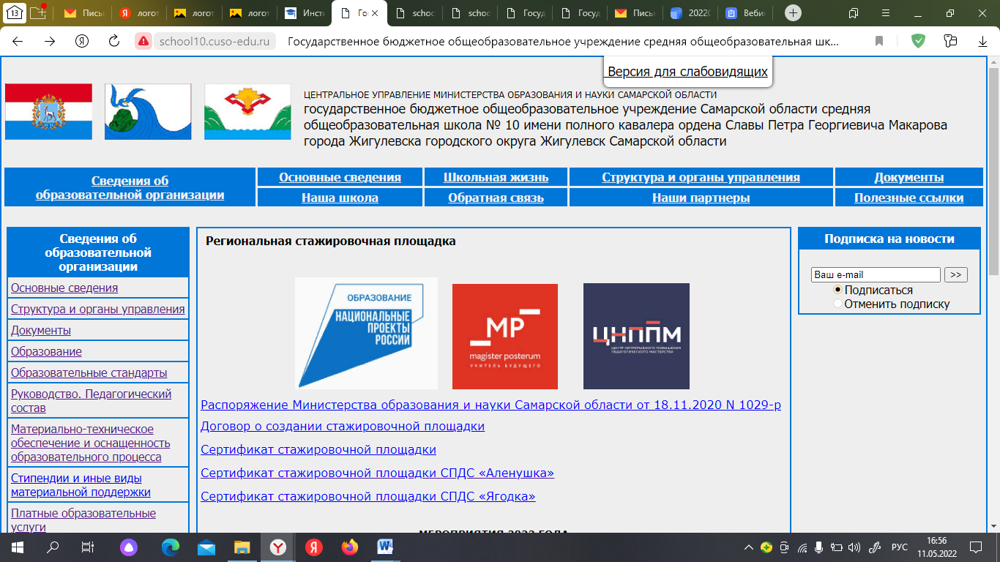 13
Письм
логот
логот
логот
Инсти
Го
schoo
schoo
Госуд
Госуд
Письм
20220
Вебин
school10.cuso-edu.ru
Государственное бюджетное общеобразовательное учреждение средняя общеобразовательная шк...
Версия для слабовидящих
ЦЕНТРАЛЬНОЕ УПРАВЛЕНИЕ МИНИСТЕРСТВА ОБРАЗОВАНИЯ И НАУКИ САМАРСКОЙ ОБЛАСТИ
государственное бюджетное общеобразовательное учреждение Самарской области средняя
общеобразовательная школа № 10 имени полного кавалера ордена Славы Петра Георгиевича Макарова
города Жигулевска городского округа Жигулевск Самарской области
Сведения об
образовательной организации
Основные сведения
Школьная жизнь
Структура и органы управления
Документы
Наша школа
Обратная связь
Наши партнеры
Полезные ссылки
Сведения об
образовательной
организации
Основные сведения
Структура и органы управления
Документы
Образование
Образовательные стандарты
Руководство. Педагогический
состав
Материально-техническое
обеспечение и оснащенность
образовательного процесса
Стипендии и иные виды
материальной поддержки
Платные образовательные
услуги
Региональная стажировочная площадка
ОБРАЗОВАНИЕ
НАЦИОНАЛЬНЫЕ
ПРОЕКТЫ
РОССИИ
МР
magister posterum
УЧИТЕЛЬ БУДУЩЕГО
ЦНППМ
ЦЕНТР НЕПРЕРЫВНОГО ПОВЫШЕНИЯ
ПЕДАГОГИЧЕСКОГО МАСТЕРСТВА
Распоряжение Министерства образования и науки Самарской области от 18.11.2020 N 1029-р
Договор о создании стажировочной площадки
Сертификат стажировочной площадки
Сертификат стажировочной площадки СПДС «Аленушка»
Сертификат стажировочной площадки СПДС «Ягодка»
МЕРОПРИЯТИЯ 2022 ГОДА
Подписка на новости
Ваш e-mail
>>
Подписаться
Отменить подписку
РУС
16:56
11.05.2022